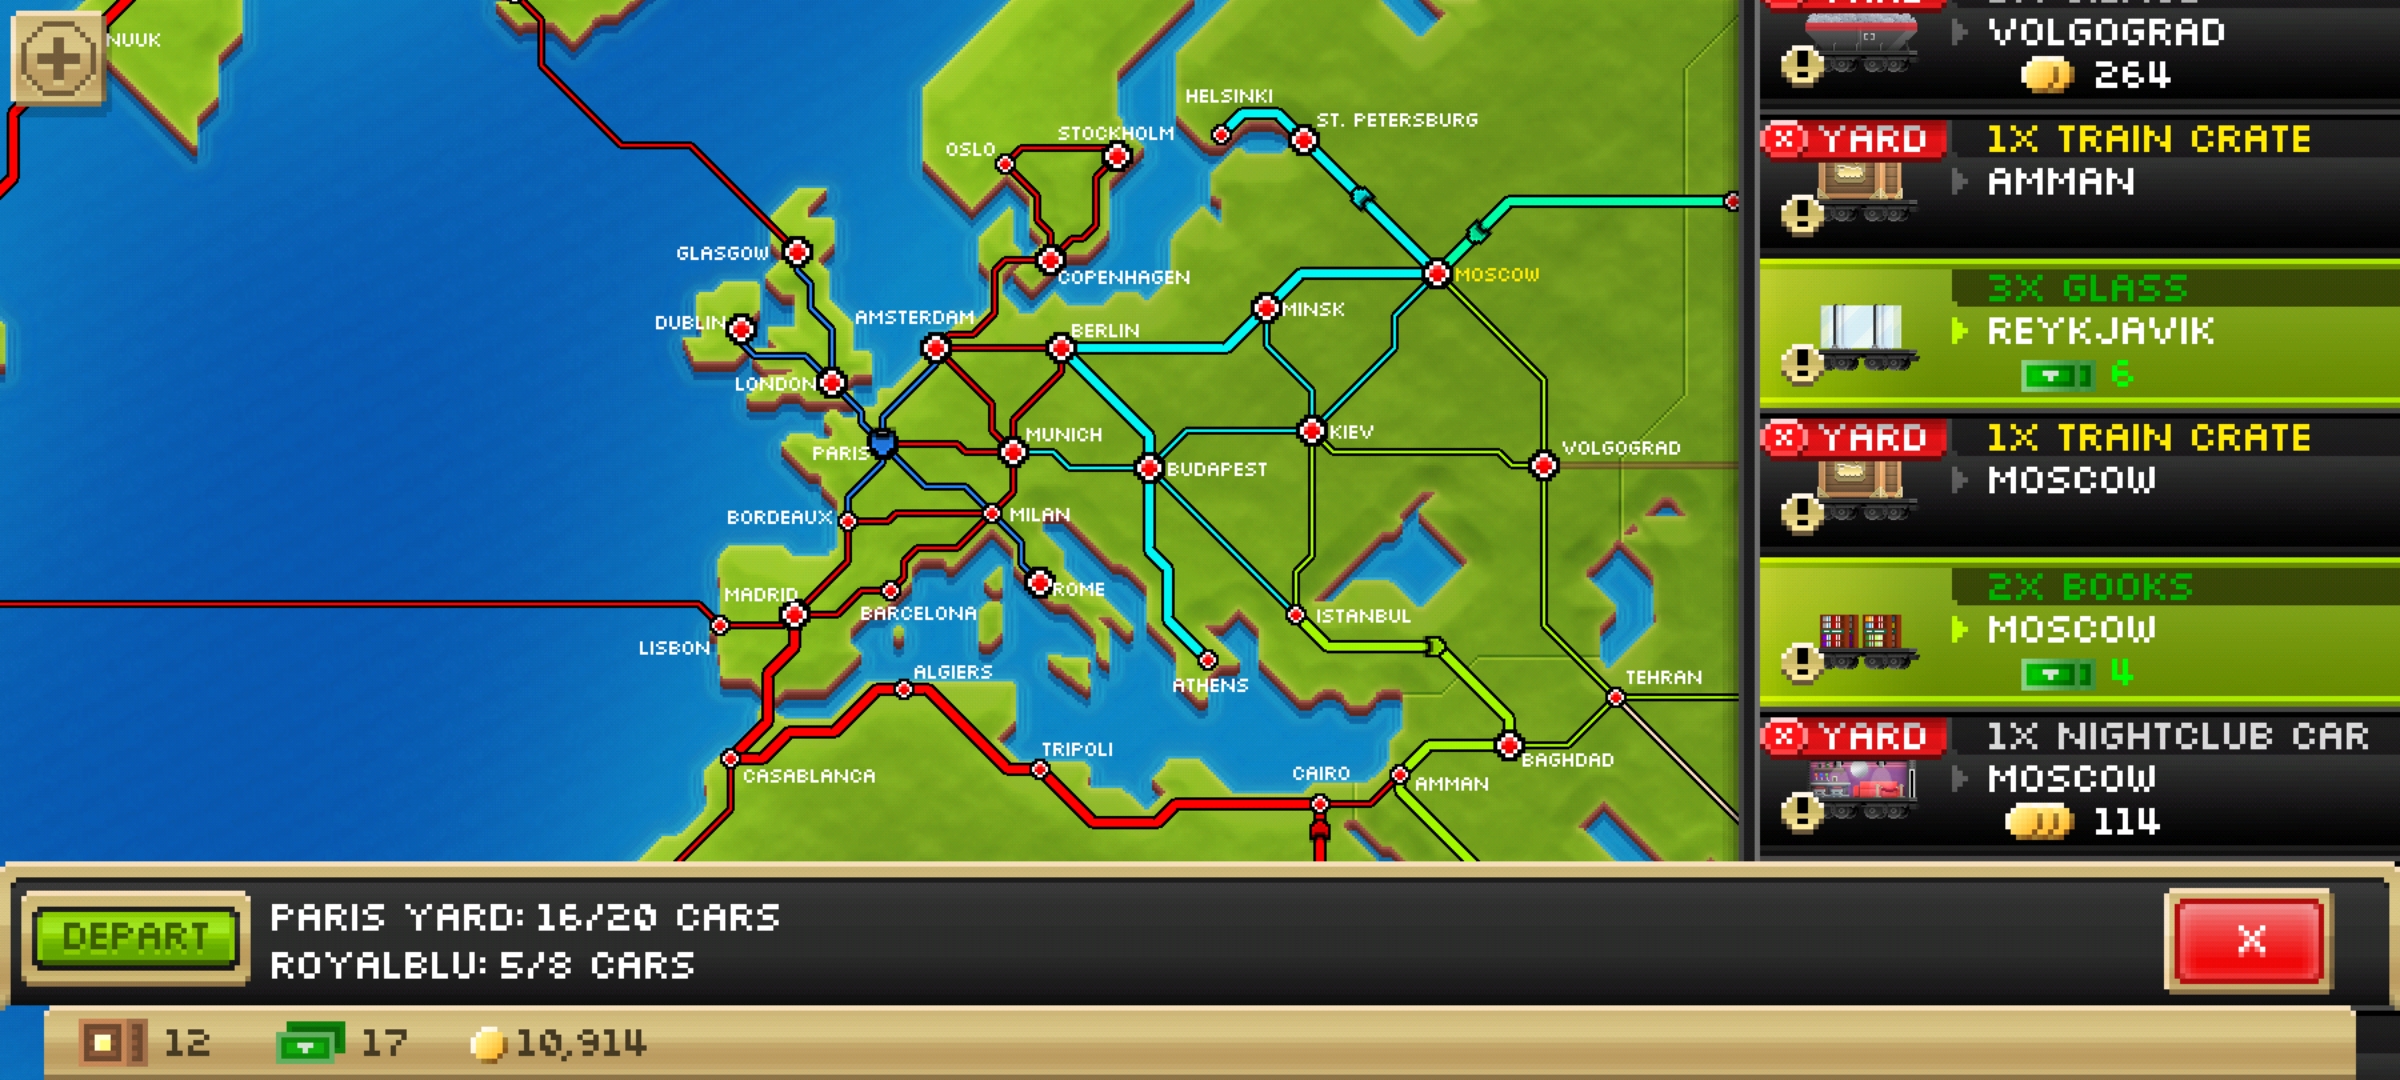 NUUK
HELSINKI
ST. PETERSBURG
STOCKHOLM
OSLO
GLASGOW
COPENHAGEN
MOSCOW
MINSK
DUBLIN
AMSTERDAM
BERLIN
LONDON
PARIS
MUNICH
KIEV
VOLGOGRAD
BUDAPEST
BORDEAUX
MILAN
MADRID
ROME
BARCELONA
ISTANBUL
LISBON
ALGIERS
ATHENS
TEHRAN
TRIPOLI
CASABLANCA
CAIRO
AMMAN
BAGHDAD
YARD
VOLGOGRAD
264
YARD 1X TRAIN CRATE
AMMAN
3X GLASS
REYKJAVIK
6
YARD 1X TRAIN CRATE
MOSCOW
2X BOOKS
MOSCOW
4
YARD 1X NIGHTCLUB CAR
MOSCOW
114
DEPART
PARIS YARD: 16/20 CARS
ROYALBLU: 5/8 CARS
X
12 17 10,914